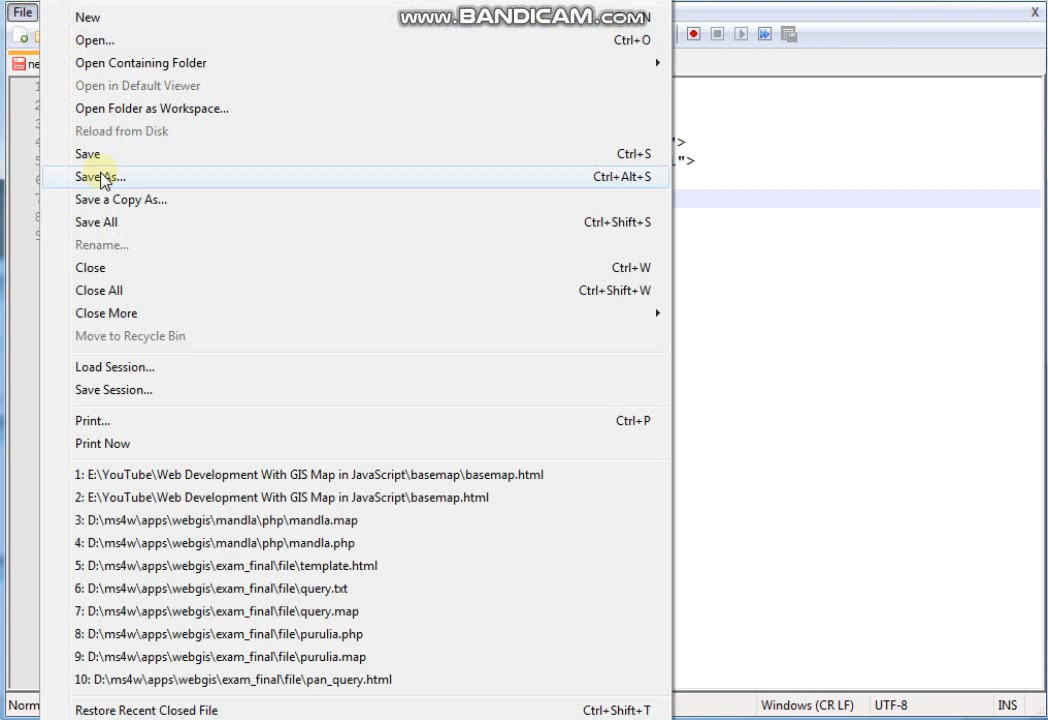 File
WWW.BANDICAM.COM
X
New
N
Open...
Ctrl+O
Open Containing Folder
Open in Default Viewer
Open Folder as Workspace...
Reload from Disk
">
Save
Ctrl+S
">
Save As...
Ctrl+Alt+S
Save a Copy As...
Save All
Ctrl+Shift+S
Rename...
Close
Ctrl+W
Close All
Ctrl+Shift+W
Close More
Move to Recycle Bin
Load Session...
Save Session...
Print...
Ctrl+P
Print Now
1: E:\YouTube\Web Development With GIS Map in JavaScript\basemap\basemap.html
2: E:\YouTube\Web Development With GIS Map in JavaScript\basemap.html
3: D:\ms4w\apps\webgis\mandla\php\mandla.map
4: D:\ms4w\apps\webgis\mandla\php\mandla.php
5: D:\ms4w\apps\webgis\exam_final\file\template.html
6: D:\ms4w\apps\webgis\exam_final\file\query.txt
7: D:\ms4w\apps\webgis\exam_final\file\query.map
8: D:\ms4w\apps\webgis\exam_final\file\purulia.php
9: D:\ms4w\apps\webgis\exam_final\file\purulia.map
10: D:\ms4w\apps\webgis\exam_final\file\pan_query.html
Norm
Windows (CR LF)
UTF-8
INS
Restore Recent Closed File
Ctrl+Shift+T